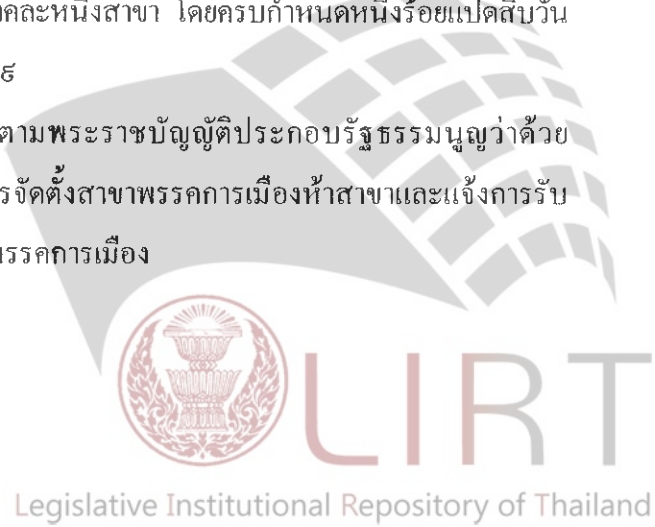 คละหนึ่งสาขา โดยครบกำหนดหนึ่งร้อยแปดสิบวัน
๙
ตามพระราชบัญญัติประกอบรัฐธรรมนูญว่าด้วย
รจัดตั้งสาขาพรรคการเมืองห้าสาขาและแจ้งการรับ
พรรคการเมือง
LIRT
Legislative Institutional Repository of Thailand